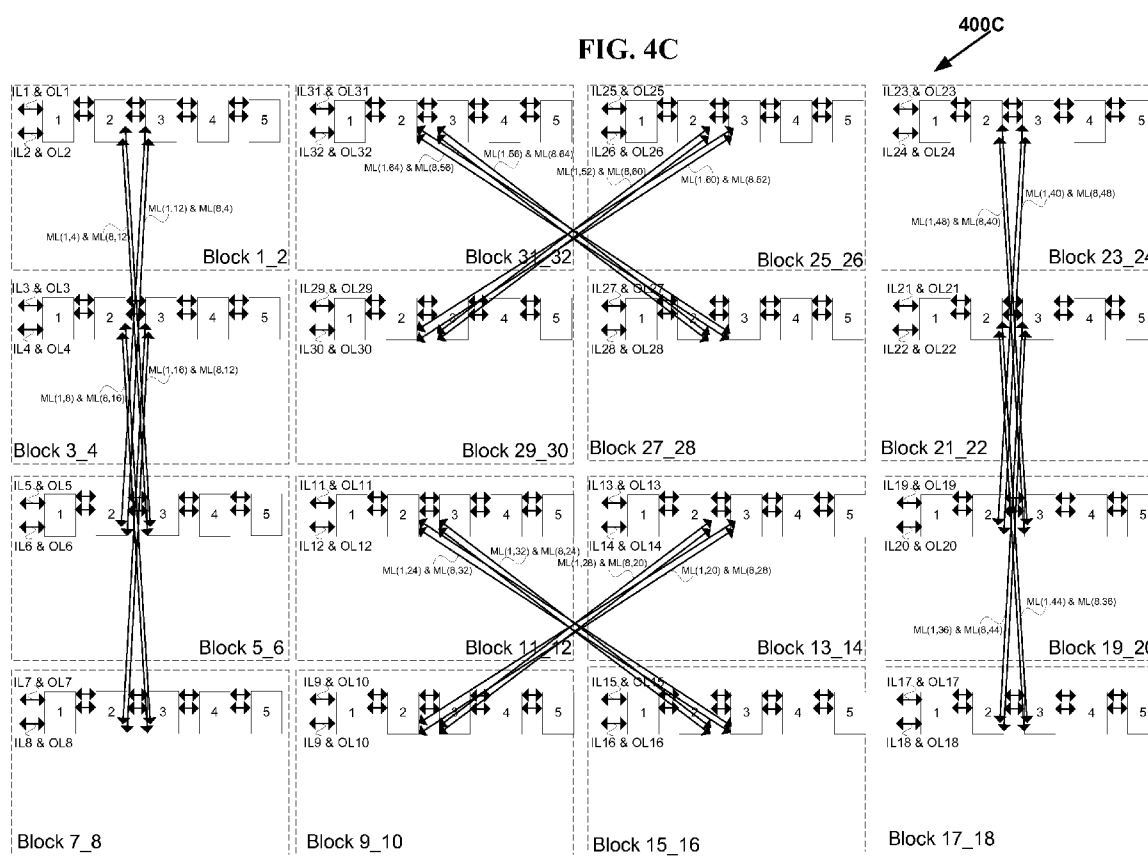 FIG. 4C
400C
IL1 & OL1
1 2 3 4 5
IL2 & OL2
ML(1,12) & ML(8,4)
ML(1,4) & ML(8,12)
Block 1_2
IL31 & OL31
1 2 3 4 5
IL32 & OL32
ML(1.56) & ML(8.64)
ML(1.64) & ML(8,56)
Block 31_32
IL25 & OL25
1 2 3 4 5
IL26 & OL26
ML(1,52) & ML(8,60)
ML(1.60) & ML(8.52)
Block 25_26
IL23 & OL23
1 2 3 4 5
IL24 & OL24
ML(1,40) & ML(8,48)
ML(1,48) & ML(8,40)
Block 23_24
IL3 & OL3
1 2 3 4 5
IL4 & OL4
ML(1,16) & ML(8,12)
ML(1,8) & ML(8,16)
Block 3_4
IL29 & OL29
1 2 3 4 5
IL30 & OL30
Block 29_30
IL27 & OL27
1 2 3 4 5
IL28 & OL28
Block 27_28
IL21 & OL21
1 2 3 4 5
IL22 & OL22
Block 21_22
IL5 & OL5
1 2 3 4 5
IL6 & OL6
Block 5_6
IL11 & OL11
1 2 3 4 5
IL12 & OL12
ML(1,32) & ML(8,24)
ML(1,24) & ML(8,32)
Block 11_12
IL13 & OL13
1 2 3 4 5
IL14 & OL14
ML(1,28) & ML(8,20)
ML(1,20) & ML(8,28)
Block 13_14
IL19 & OL19
1 2 3 4 5
IL20 & OL20
ML(1.44) & ML(8.36)
ML(1,36) & ML(8,44)
Block 19_20
IL7 & OL7
1 2 3 4 5
IL8 & OL8
Block 7_8
IL9 & OL10
1 2 3 4 5
IL9 & OL10
Block 9_10
IL15 & OL15
1 2 3 4 5
IL16 & OL16
Block 15_16
IL17 & OL17
1 2 3 4 5
IL18 & OL18
Block 17_18